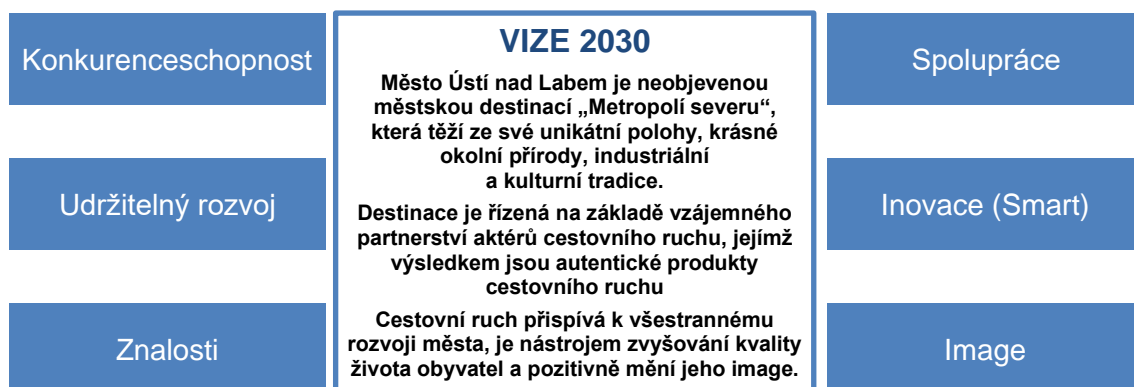 Konkurenceschopnost
Udržitelný rozvoj
Znalosti
VIZE 2030
Město Ústí nad Labem je neobjevenou
městskou destinací „Metropolí severu“,
která těží ze své unikátní polohy, krásné
okolní přírody, industriální
a kulturní tradice.
Destinace je řízená na základě vzájemného
partnerství aktérů cestovního ruchu, jejímž
výsledkem jsou autentické produkty
cestovního ruchu
Cestovní ruch přispívá k všestrannému
rozvoji města, je nástrojem zvyšování kvality
života obyvatel a pozitivně mění jeho image.
Spolupráce
Inovace (Smart)
Image